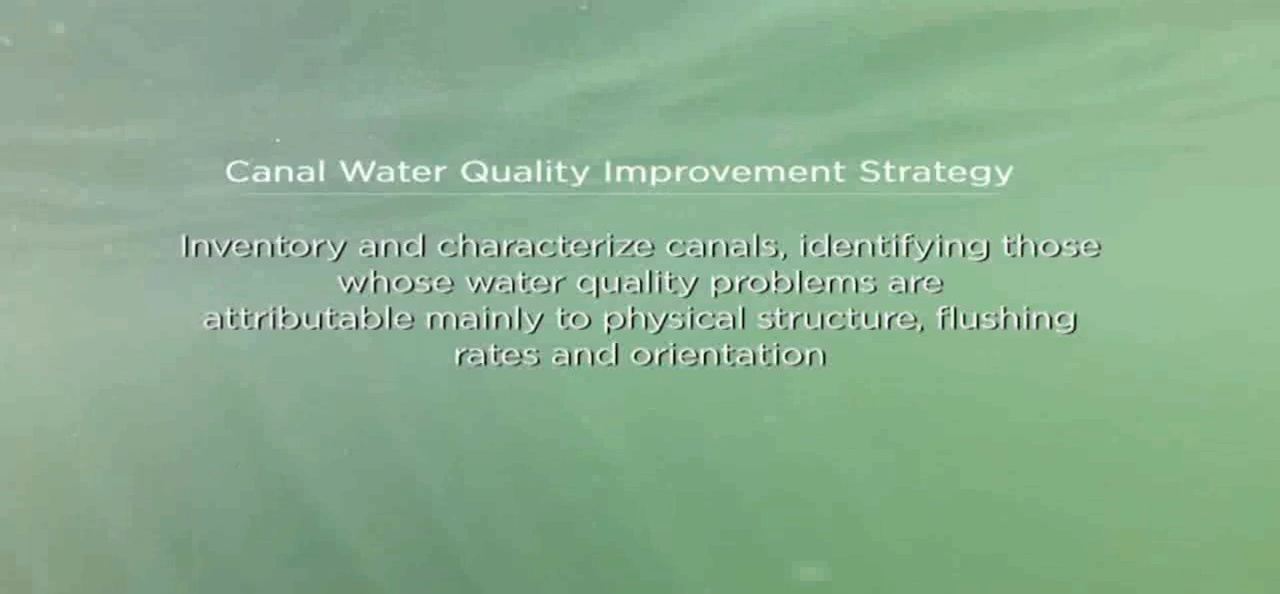 Canal Water Quality Improvement Strategy
Inventory and characterize canals, identifying those
whose water quality problems are
attributable mainly to physical structure, flushing
rates and orientation